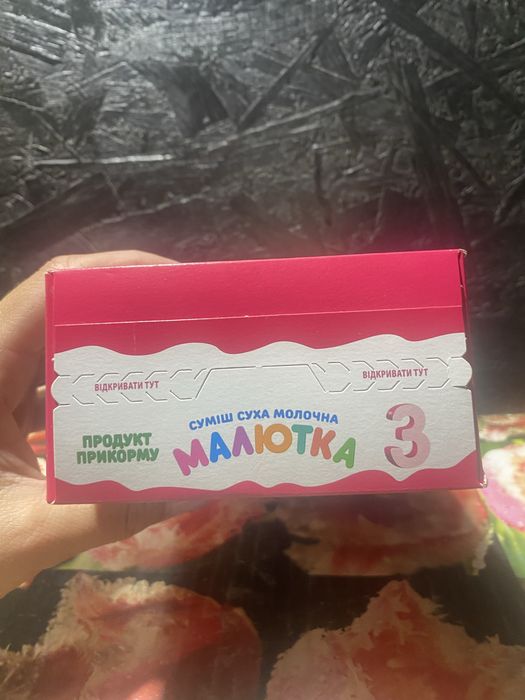 ВІДКРИВАТИ ТУТ
ВІДКРИВАТИ ТУТ
ПРОДУКТ
ПРИКОРМУ
СУМІШ СУХА МОЛОЧНА
МАЛЮТКА
3